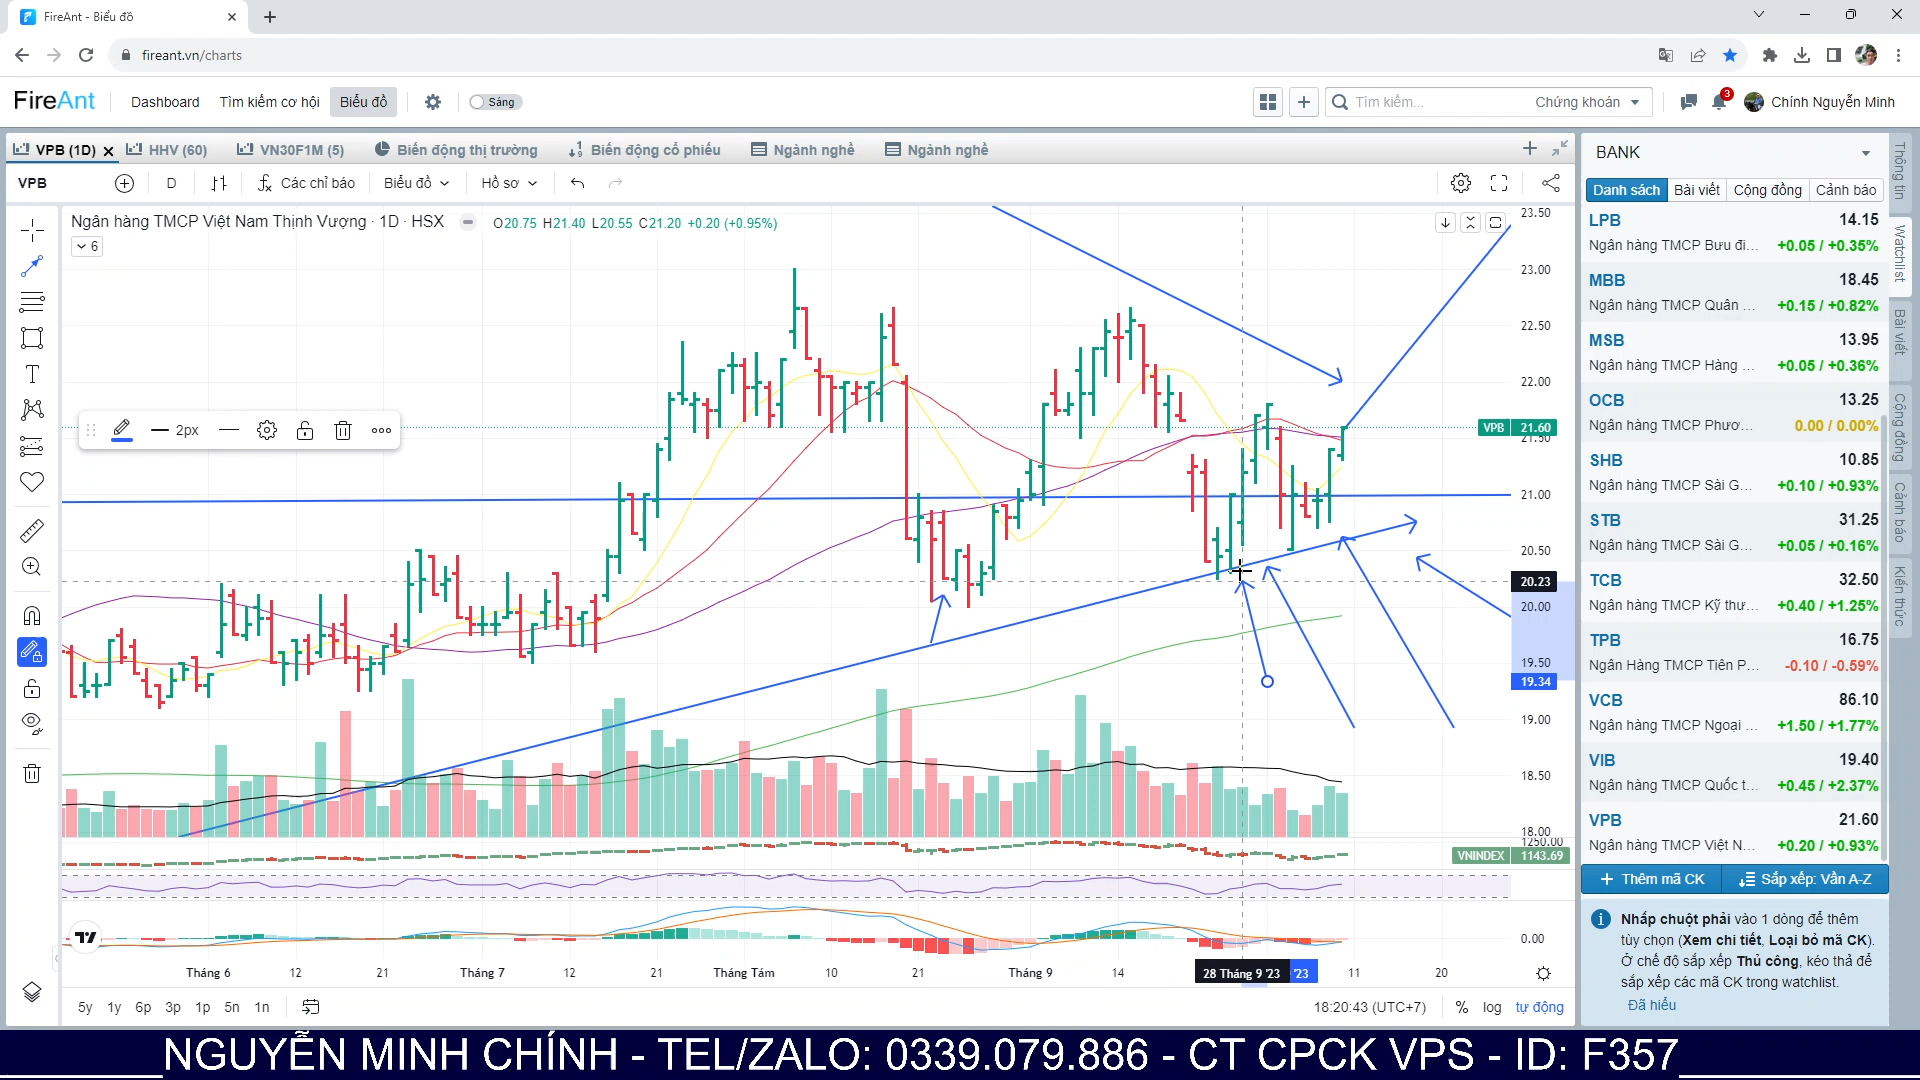 FireAnt - Biểu đồ
fireant.vn/charts
FireAnt
Dashboard
Tìm kiếm cơ hội
Biểu đồ
Sáng
Tìm kiếm...
Chứng khoán
3
Chính Nguyễn Minh
VPB (1D)
HHV (60)
VN30F1M (5)
Biến động thị trường
Biến động cổ phiếu
Ngành nghề
Ngành nghề
VPB
D
Các chỉ báo
Biểu đồ
Hồ sơ
Ngân hàng TMCP Việt Nam Thịnh Vượng · 1D · HSX
O20.75 H21.40 L20.55 C21.20 +0.20 (+0.95%)
6
2px
23.50
23.00
22.50
22.00
VPB 21.60
21.50
21.00
20.50
20.23
20.00
19.50
19.34
19.00
18.50
18.00
1250.00
VNINDEX 1143.69
0.00
Tháng 6
12
21
Tháng 7
12
21
Tháng Tám
10
21
Tháng 9
14
28 Tháng 9 '23
'23
11
20
5y
1y
6p
3p
1p
5n
1n
18:20:43 (UTC+7)
%
log
tự động
BANK
Danh sách
Bài viết
Cộng đồng
Cảnh báo
LPB 14.15
Ngân hàng TMCP Bưu đi... +0.05 / +0.35%
MBB 18.45
Ngân hàng TMCP Quân ... +0.15 / +0.82%
MSB 13.95
Ngân hàng TMCP Hàng ... +0.05 / +0.36%
OCB 13.25
Ngân hàng TMCP Phươ... 0.00 / 0.00%
SHB 10.85
Ngân hàng TMCP Sài G... +0.10 / +0.93%
STB 31.25
Ngân hàng TMCP Sài G... +0.05 / +0.16%
TCB 32.50
Ngân hàng TMCP Kỹ thư... +0.40 / +1.25%
TPB 16.75
Ngân Hàng TMCP Tiên P... -0.10 / -0.59%
VCB 86.10
Ngân hàng TMCP Ngoại ... +1.50 / +1.77%
VIB 19.40
Ngân hàng TMCP Quốc t... +0.45 / +2.37%
VPB 21.60
Ngân hàng TMCP Việt N... +0.20 / +0.93%
Thêm mã CK
Sắp xếp: Vần A-Z
Nhấp chuột phải vào 1 dòng để thêm
tùy chọn (Xem chi tiết, Loại bỏ mã CK).
Ở chế độ sắp xếp Thủ công, kéo thả để
sắp xếp các mã CK trong watchlist.
Đã hiểu
Thông tin
Watchlist
Bài viết
Cộng đồng
Cảnh báo
Kiến thức
NGUYỄN MINH CHÍNH - TEL/ZALO: 0339.079.886 - CT CPCK VPS - ID: F357